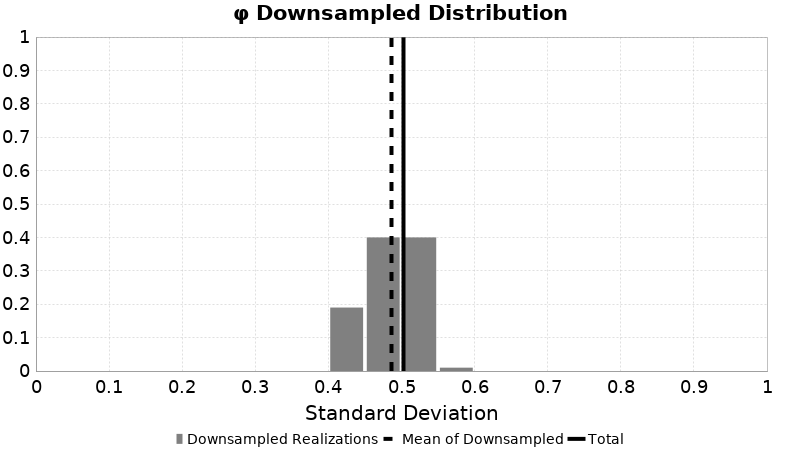 φ Downsampled Distribution
1
0.9
0.8
0.7
0.6
0.5
0.4
0.3
0.2
0.1
0
0 0.1 0.2 0.3 0.4 0.5 0.6 0.7 0.8 0.9 1
Standard Deviation
Downsampled Realizations Mean of Downsampled Total